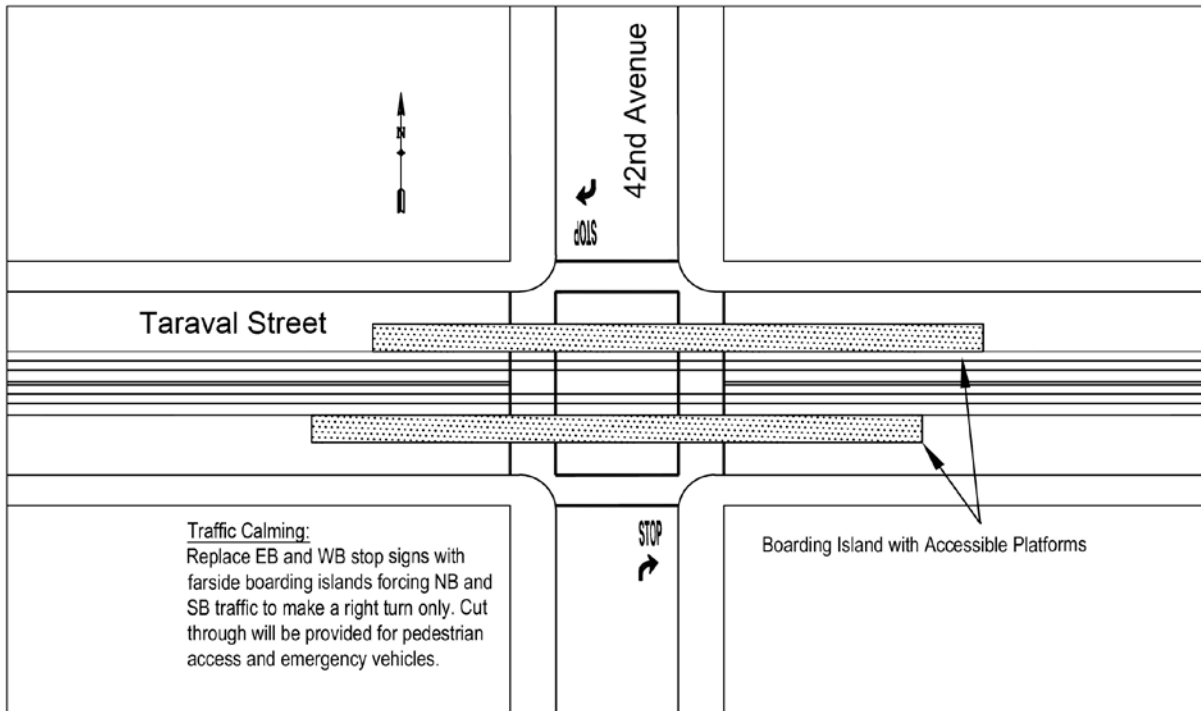 42nd Avenue
N
STOP
Taraval Street
Traffic Calming:
Replace EB and WB stop signs with
farside boarding islands forcing NB and
SB traffic to make a right turn only. Cut
through will be provided for pedestrian
access and emergency vehicles.
STOP
Boarding Island with Accessible Platforms